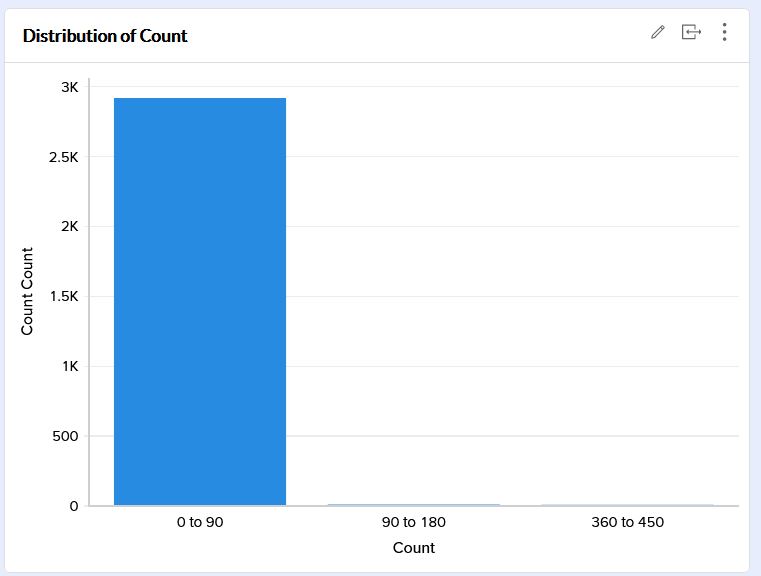 Distribution of Count
3K
2.5K
2K
1.5K
1K
500
0
Count Count
0 to 90
90 to 180
360 to 450
Count